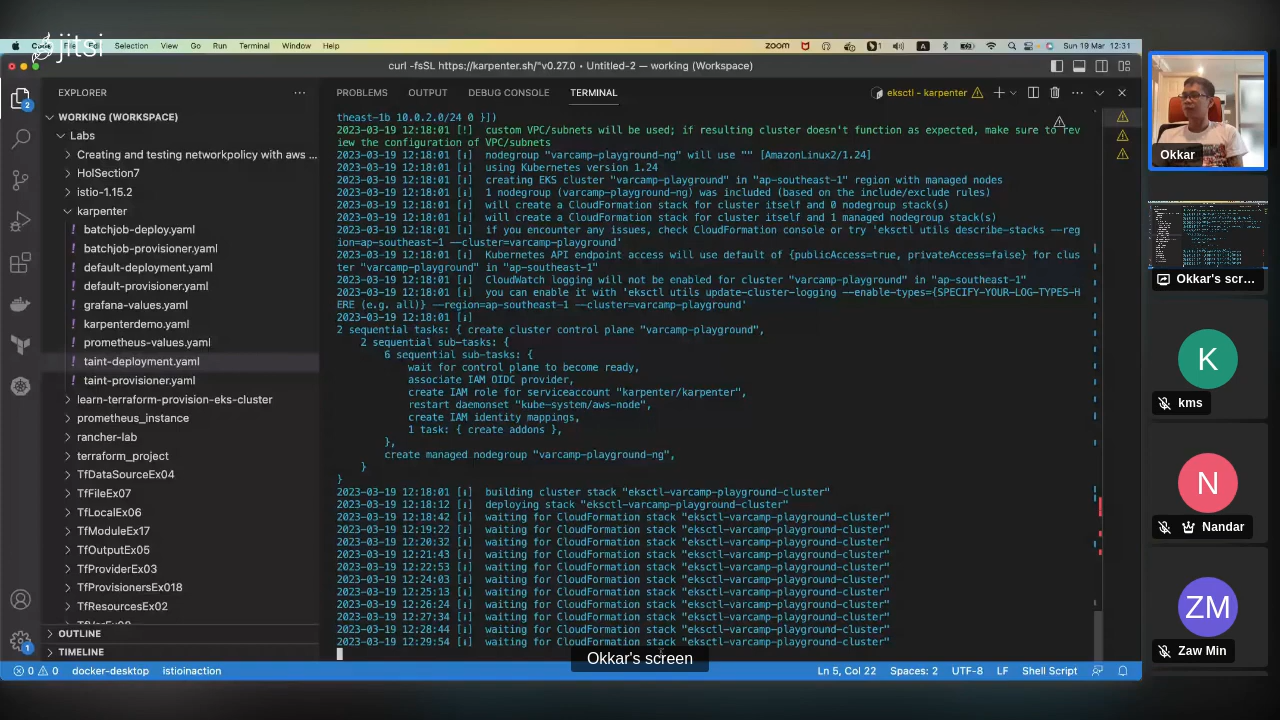 jitsi
Code File Edit Selection View Go Run Terminal Window Help
zoom 1 A Sun 19 Mar 12:31
curl -fsSL https://karpenter.sh/"v0.27.0 • Untitled-2 — working (Workspace)
EXPLORER
PROBLEMS OUTPUT DEBUG CONSOLE TERMINAL
eksctl - karpenter
2
WORKING (WORKSPACE)
Labs
Creating and testing networkpolicy with aws ...
HolSection7
istio-1.15.2
karpenter
batchjob-deploy.yaml
batchjob-provisioner.yaml
default-deployment.yaml
default-provisioner.yaml
grafana-values.yaml
karpenterdemo.yaml
prometheus-values.yaml
taint-deployment.yaml
taint-provisioner.yaml
learn-terraform-provision-eks-cluster
prometheus_instance
rancher-lab
terraform_project
TfDataSourceEx04
TfFileEx07
TfLocalEx06
TfModuleEx17
TfOutputEx05
TfProviderEx03
TfProvisionersEx018
TfResourcesEx02
OUTLINE
TIMELINE
1
theast-1b 10.0.2.0/24 0 }])
2023-03-19 12:18:01 [!]  custom VPC/subnets will be used; if resulting cluster doesn't function as expected, make sure to rev
iew the configuration of VPC/subnets
2023-03-19 12:18:01 [ℹ]  nodegroup "varcamp-playground-ng" will use "" [AmazonLinux2/1.24]
2023-03-19 12:18:01 [ℹ]  using Kubernetes version 1.24
2023-03-19 12:18:01 [ℹ]  creating EKS cluster "varcamp-playground" in "ap-southeast-1" region with managed nodes
2023-03-19 12:18:01 [ℹ]  1 nodegroup (varcamp-playground-ng) was included (based on the include/exclude rules)
2023-03-19 12:18:01 [ℹ]  will create a CloudFormation stack for cluster itself and 0 nodegroup stack(s)
2023-03-19 12:18:01 [ℹ]  will create a CloudFormation stack for cluster itself and 1 managed nodegroup stack(s)
2023-03-19 12:18:01 [ℹ]  if you encounter any issues, check CloudFormation console or try 'eksctl utils describe-stacks --reg
ion=ap-southeast-1 --cluster=varcamp-playground'
2023-03-19 12:18:01 [ℹ]  Kubernetes API endpoint access will use default of {publicAccess=true, privateAccess=false} for clus
ter "varcamp-playground" in "ap-southeast-1"
2023-03-19 12:18:01 [ℹ]  CloudWatch logging will not be enabled for cluster "varcamp-playground" in "ap-southeast-1"
2023-03-19 12:18:01 [ℹ]  you can enable it with 'eksctl utils update-cluster-logging --enable-types={SPECIFY-YOUR-LOG-TYPES-H
ERE (e.g. all)} --region=ap-southeast-1 --cluster=varcamp-playground'
2023-03-19 12:18:01 [ℹ]
2 sequential tasks: { create cluster control plane "varcamp-playground",
2 sequential sub-tasks: {
6 sequential sub-tasks: {
wait for control plane to become ready,
associate IAM OIDC provider,
create IAM role for serviceaccount "karpenter/karpenter",
restart daemonset "kube-system/aws-node",
create IAM identity mappings,
1 task: { create addons },
},
create managed nodegroup "varcamp-playground-ng",
}
}
2023-03-19 12:18:01 [ℹ]  building cluster stack "eksctl-varcamp-playground-cluster"
2023-03-19 12:18:12 [ℹ]  deploying stack "eksctl-varcamp-playground-cluster"
2023-03-19 12:18:42 [ℹ]  waiting for CloudFormation stack "eksctl-varcamp-playground-cluster"
2023-03-19 12:19:22 [ℹ]  waiting for CloudFormation stack "eksctl-varcamp-playground-cluster"
2023-03-19 12:20:32 [ℹ]  waiting for CloudFormation stack "eksctl-varcamp-playground-cluster"
2023-03-19 12:21:43 [ℹ]  waiting for CloudFormation stack "eksctl-varcamp-playground-cluster"
2023-03-19 12:22:53 [ℹ]  waiting for CloudFormation stack "eksctl-varcamp-playground-cluster"
2023-03-19 12:24:03 [ℹ]  waiting for CloudFormation stack "eksctl-varcamp-playground-cluster"
2023-03-19 12:25:13 [ℹ]  waiting for CloudFormation stack "eksctl-varcamp-playground-cluster"
2023-03-19 12:26:24 [ℹ]  waiting for CloudFormation stack "eksctl-varcamp-playground-cluster"
2023-03-19 12:27:34 [ℹ]  waiting for CloudFormation stack "eksctl-varcamp-playground-cluster"
2023-03-19 12:28:44 [ℹ]  waiting for CloudFormation stack "eksctl-varcamp-playground-cluster"
2023-03-19 12:29:54 [ℹ]  waiting for CloudFormation stack "eksctl-varcamp-playground-cluster"
Okkar's screen
0 0 docker-desktop istioinaction
Ln 5, Col 22 Spaces: 2 UTF-8 LF Shell Script
Okkar
Okkar's scr...
K
kms
N
Nandar
ZM
Zaw Min